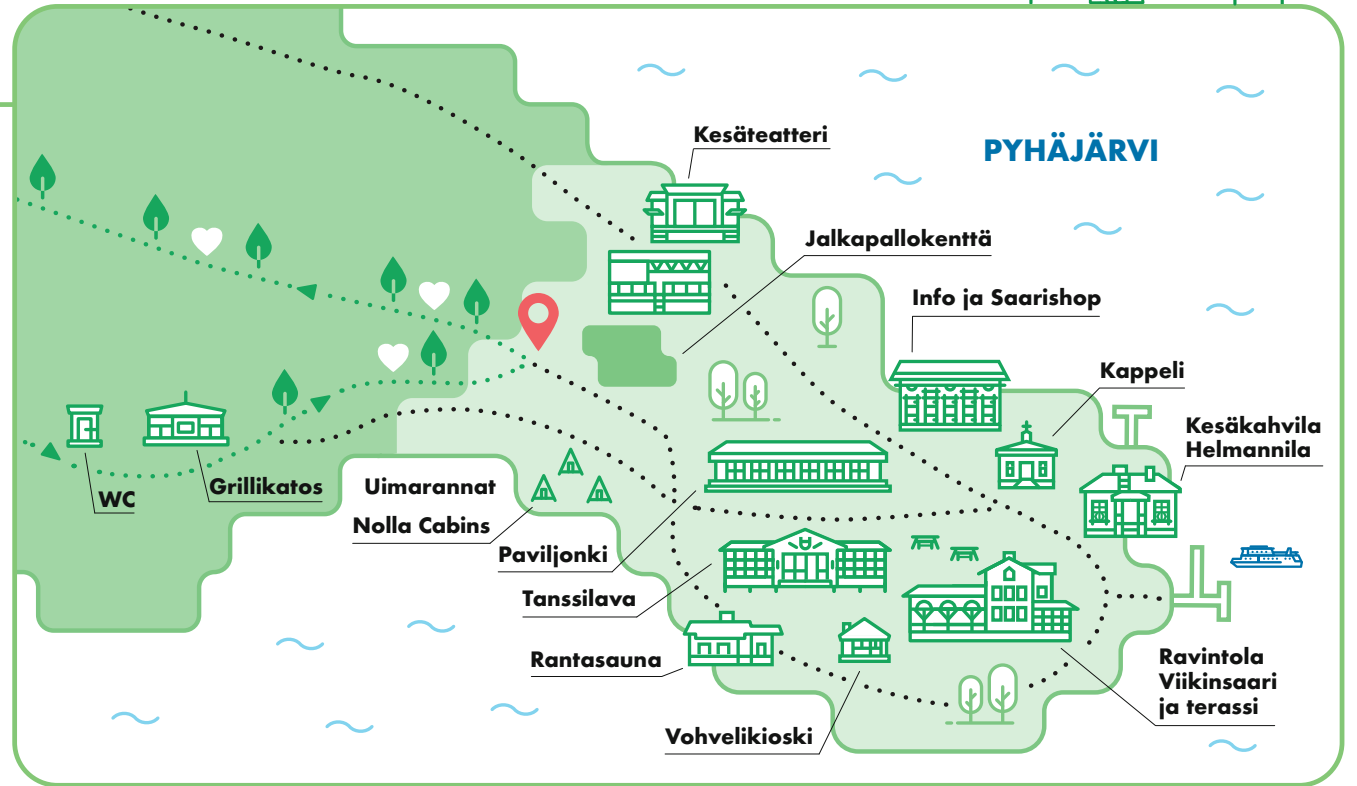 Kesäteatteri
PYHÄJÄRVI
Jalkapallokenttä
Info ja Saarishop
Kappeli
Kesäkahvila
Helmannila
WC
Grillikatos
Uimarannat
Nolla Cabins
Paviljonki
Tanssilava
Rantasauna
Vohvelikioski
Ravintola
Viikinsaari
ja terassi